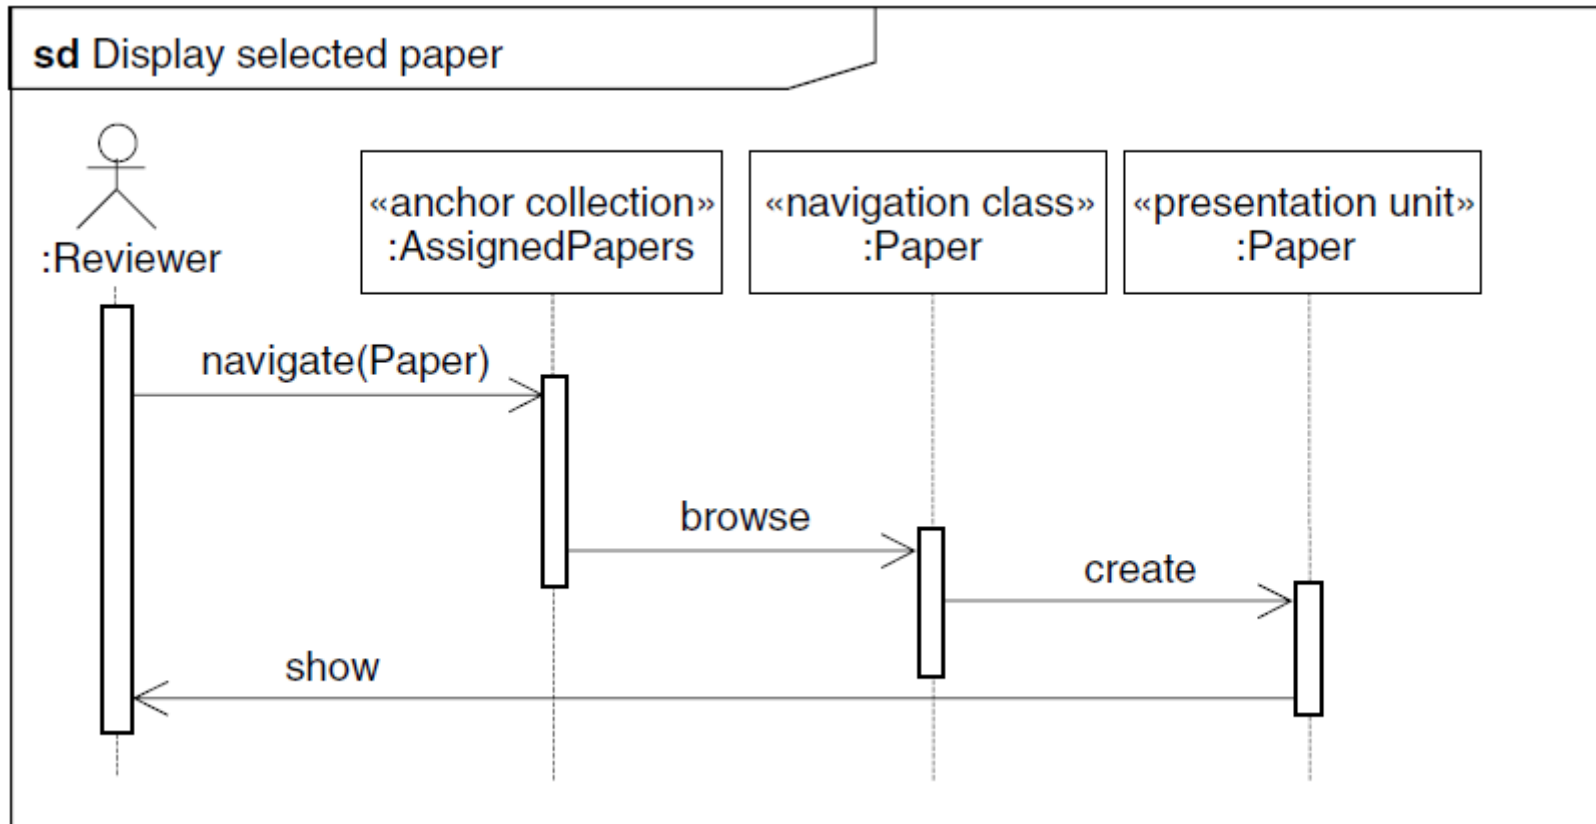 sd Display selected paper
:Reviewer
«anchor collection»
:AssignedPapers
«navigation class»
:Paper
«presentation unit»
:Paper
navigate(Paper)
browse
create
show